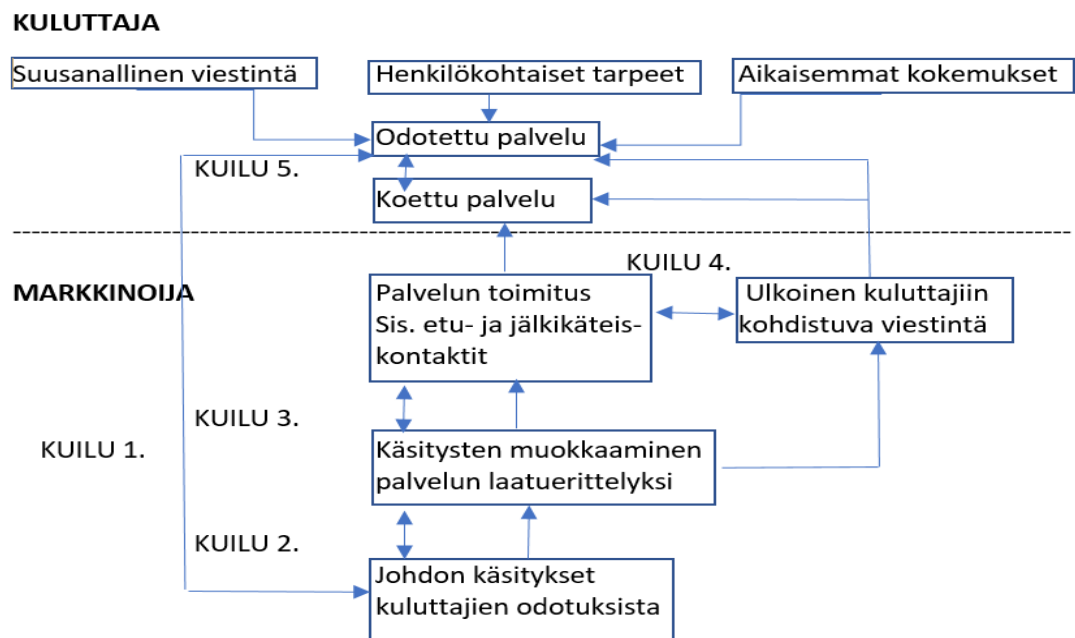 KULUTTAJA
Suusanallinen viestintä
Henkilökohtaiset tarpeet
Aikaisemmat kokemukset
Odotettu palvelu
KUILU 5.
Koettu palvelu
KUILU 4.
MARKKINOIJA
Palvelun toimitus
Sis. etu- ja jälkikäteis-
kontaktit
Ulkoinen kuluttajiin
kohdistuva viestintä
KUILU 3.
KUILU 1.
Käsitysten muokkaaminen
palvelun laatuerittelyksi
KUILU 2.
Johdon käsitykset
kuluttajien odotuksista